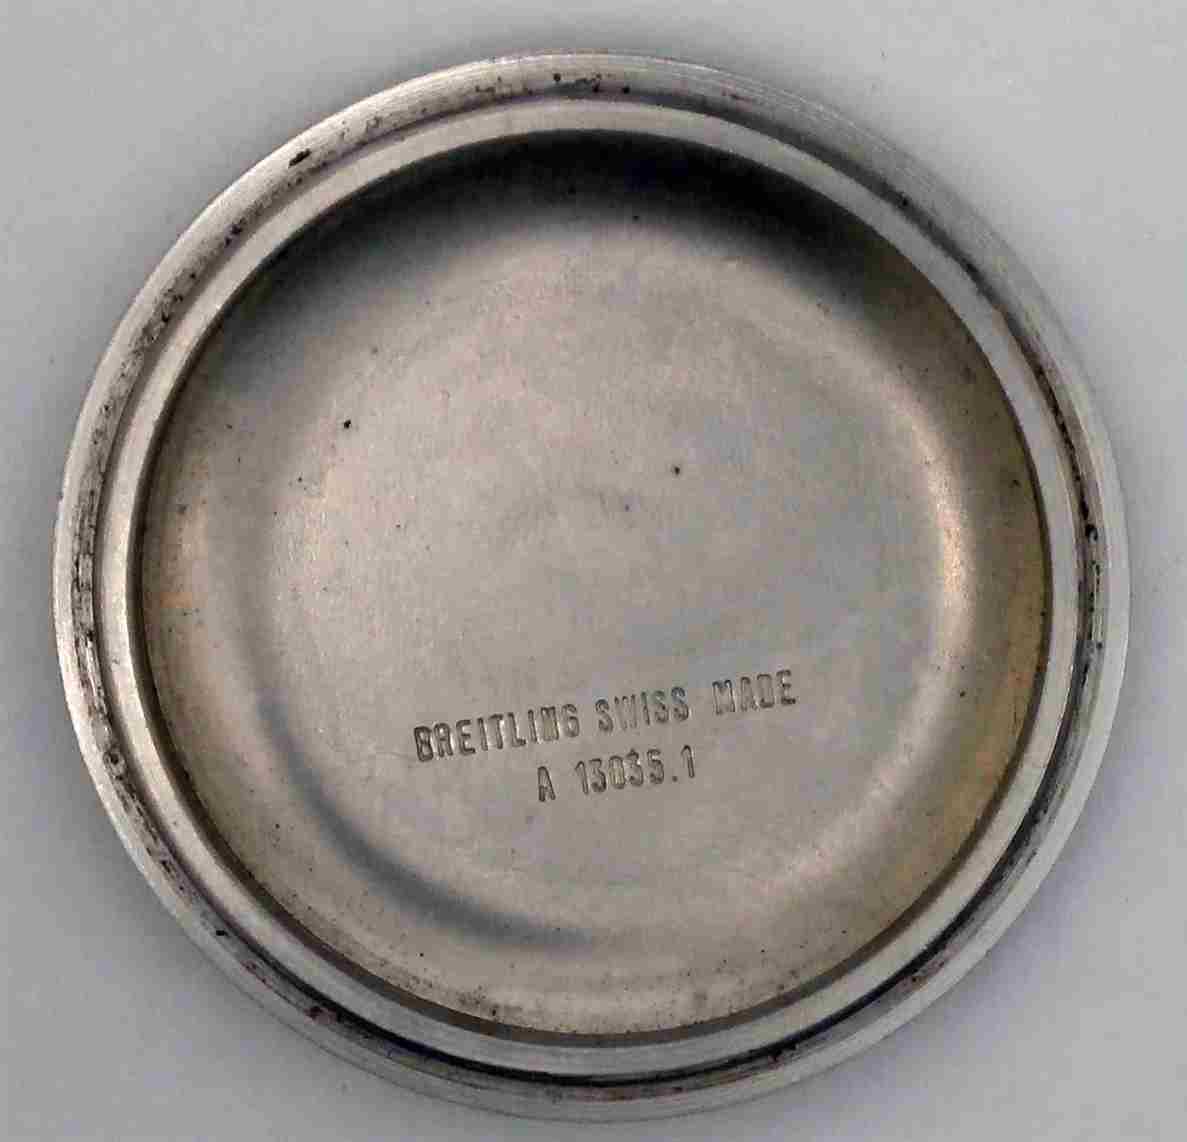 BREITLING SWISS MADE
A 13035.1